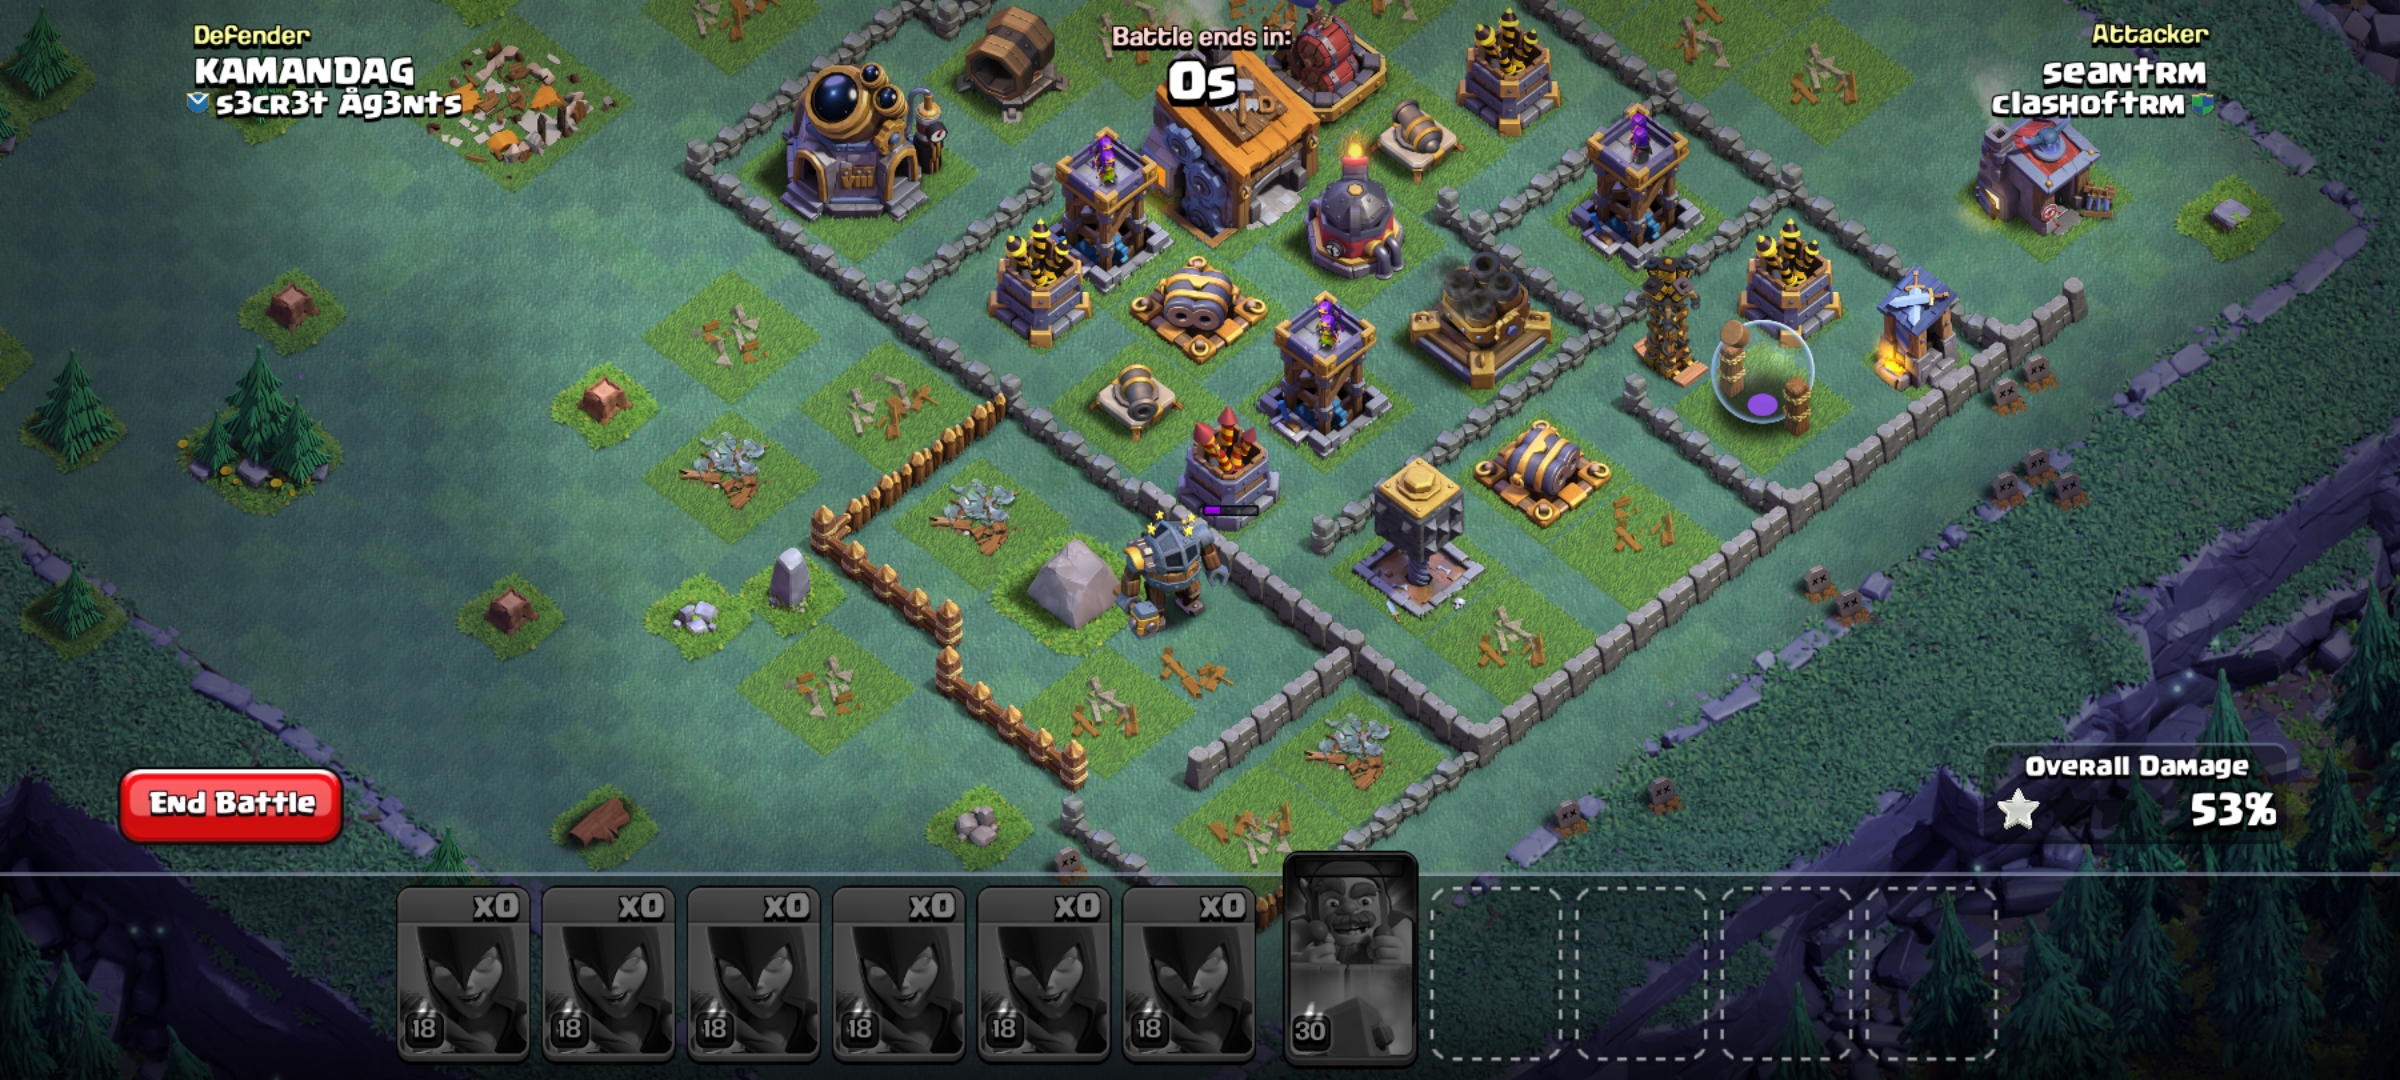 Defender
KAMANDAG
s3cr3t Åg3nts
Battle ends in:
0s
Attacker
seantRM
clashoftRM
VIII
End Battle
Overall Damage
53%
x0
x0
x0
x0
x0
x0
18
18
18
18
18
18
30